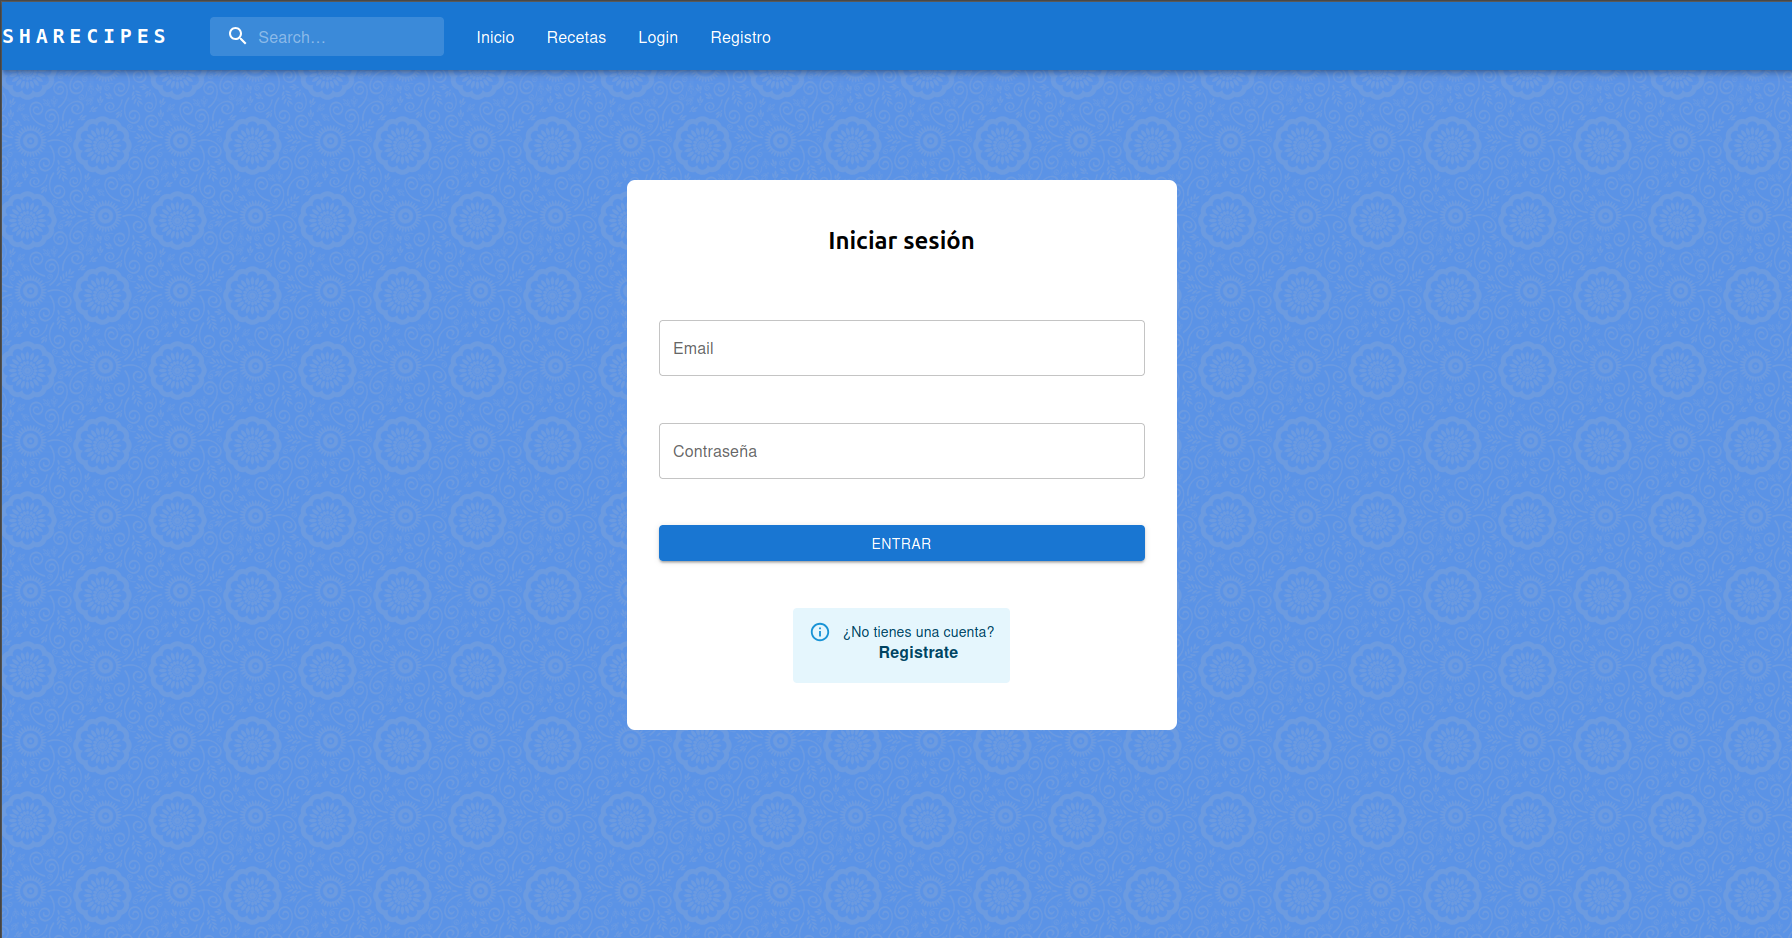 SHARECIPES
Search...
Inicio
Recetas
Login
Registro
Iniciar sesión
Email
Contraseña
ENTRAR
¿No tienes una cuenta?
Registrate